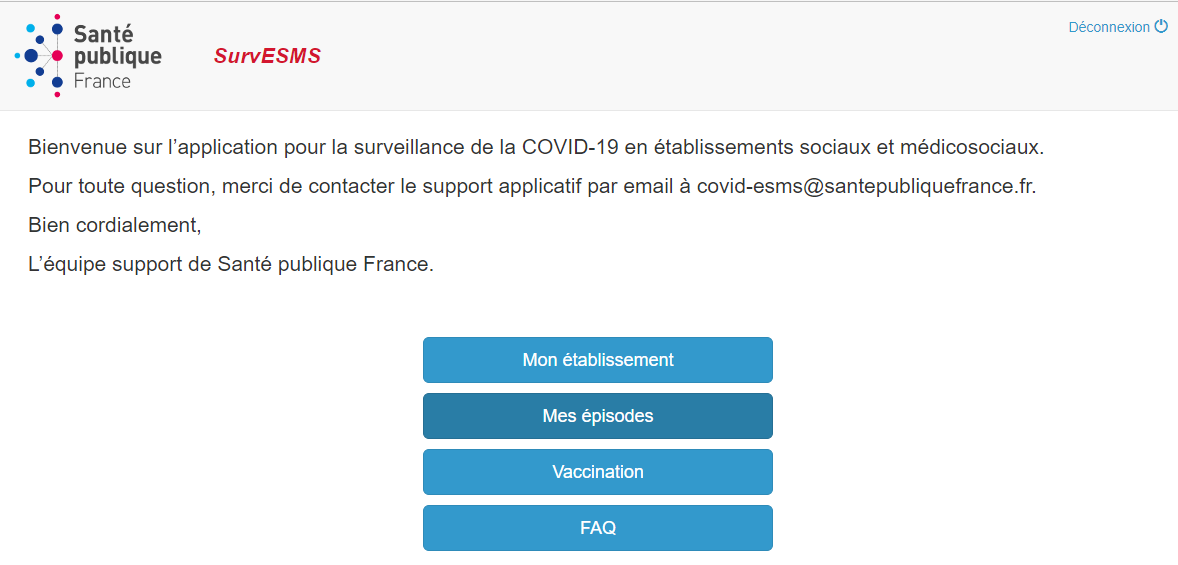 Santé
publique
France
SurvESMS
Déconnexion
Bienvenue sur l’application pour la surveillance de la COVID-19 en établissements sociaux et médicosociaux.
Pour toute question, merci de contacter le support applicatif par email à covid-esms@santepubliquefrance.fr.
Bien cordialement,
L’équipe support de Santé publique France.
Mon établissement
Mes épisodes
Vaccination
FAQ